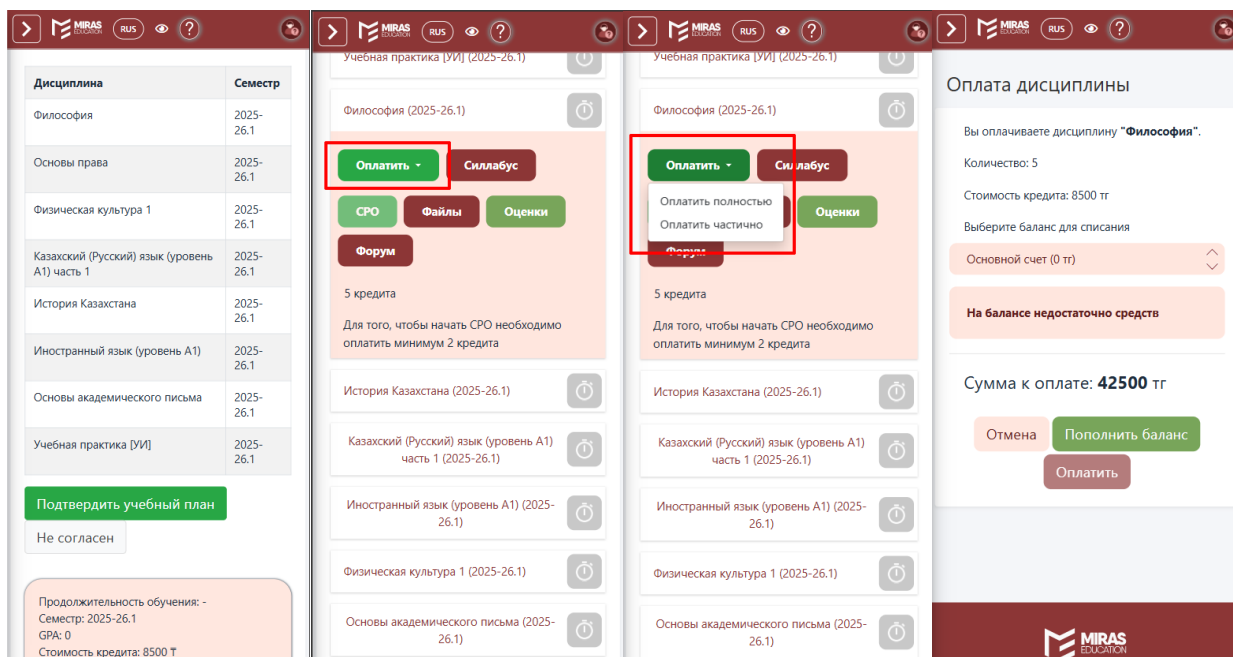 MIRAS
EDUCATION
RUS
?
Дисциплина Семестр
Философия 2025-
26.1
Основы права 2025-
26.1
Физическая культура 1 2025-
26.1
Казахский (Русский) язык (уровень 2025-
А1) часть 1 26.1
История Казахстана 2025-
26.1
Иностранный язык (уровень А1) 2025-
26.1
Основы академического письма 2025-
26.1
Учебная практика [УИ] 2025-
26.1
Подтвердить учебный план
Не согласен
Продолжительность обучения: -
Семестр: 2025-26.1
GPA: 0
Стоимость кредита: 8500 ₸
MIRAS
EDUCATION
RUS
?
Учебная практика [УИ] (2025-26.1)
Философия (2025-26.1)
Оплатить Силлабус
СРО Файлы Оценки
Форум
5 кредита
Для того, чтобы начать СРО необходимо
оплатить минимум 2 кредита
История Казахстана (2025-26.1)
Казахский (Русский) язык (уровень А1)
часть 1 (2025-26.1)
Иностранный язык (уровень А1) (2025-
26.1)
Физическая культура 1 (2025-26.1)
Основы академического письма (2025-
26.1)
MIRAS
EDUCATION
RUS
?
Учебная практика [УИ] (2025-26.1)
Философия (2025-26.1)
Оплатить Силлабус
Оплатить полностью
Оплатить частично
Оценки
Форум
5 кредита
Для того, чтобы начать СРО необходимо
оплатить минимум 2 кредита
История Казахстана (2025-26.1)
Казахский (Русский) язык (уровень А1)
часть 1 (2025-26.1)
Иностранный язык (уровень А1) (2025-
26.1)
Физическая культура 1 (2025-26.1)
Основы академического письма (2025-
26.1)
MIRAS
EDUCATION
RUS
?
Оплата дисциплины
Вы оплачиваете дисциплину "Философия".
Количество: 5
Стоимость кредита: 8500 тг
Выберите баланс для списания
Основной счет (0 тг)
На балансе недостаточно средств
Сумма к оплате: 42500 тг
Отмена Пополнить баланс
Оплатить
MIRAS
EDUCATION